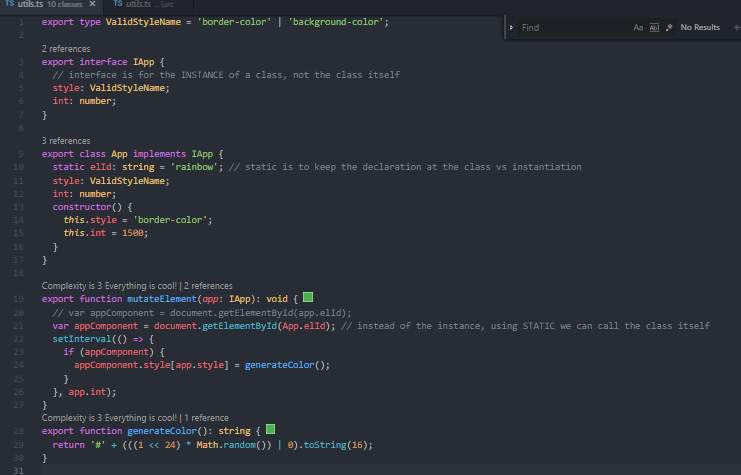 TS utils.ts 10 classes × TS utils.ts ...\src
Find Aa Abl .* No Results
1 export type ValidStyleName = 'border-color' | 'background-color';
2
2 references
3 export interface IApp {
4 // interface is for the INSTANCE of a class, not the class itself
5 style: ValidStyleName;
6 int: number;
7 }
8
3 references
9 export class App implements IApp {
10 static elId: string = 'rainbow'; // static is to keep the declaration at the class vs instantiation
11 style: ValidStyleName;
12 int: number;
13 constructor() {
14 this.style = 'border-color';
15 this.int = 1500;
16 }
17 }
18
Complexity is 3 Everything is cool! | 2 references
19 export function mutateElement(app: IApp): void {
20 // var appComponent = document.getElementById(app.elId);
21 var appComponent = document.getElementById(App.elId); // instead of the instance, using STATIC we can call the class itself
22 setInterval(() => {
23 if (appComponent) {
24 appComponent.style[app.style] = generateColor();
25 }
26 }, app.int);
27 }
Complexity is 3 Everything is cool! | 1 reference
28 export function generateColor(): string {
29 return '#' + (((1 << 24) * Math.random()) | 0).toString(16);
30 }
31